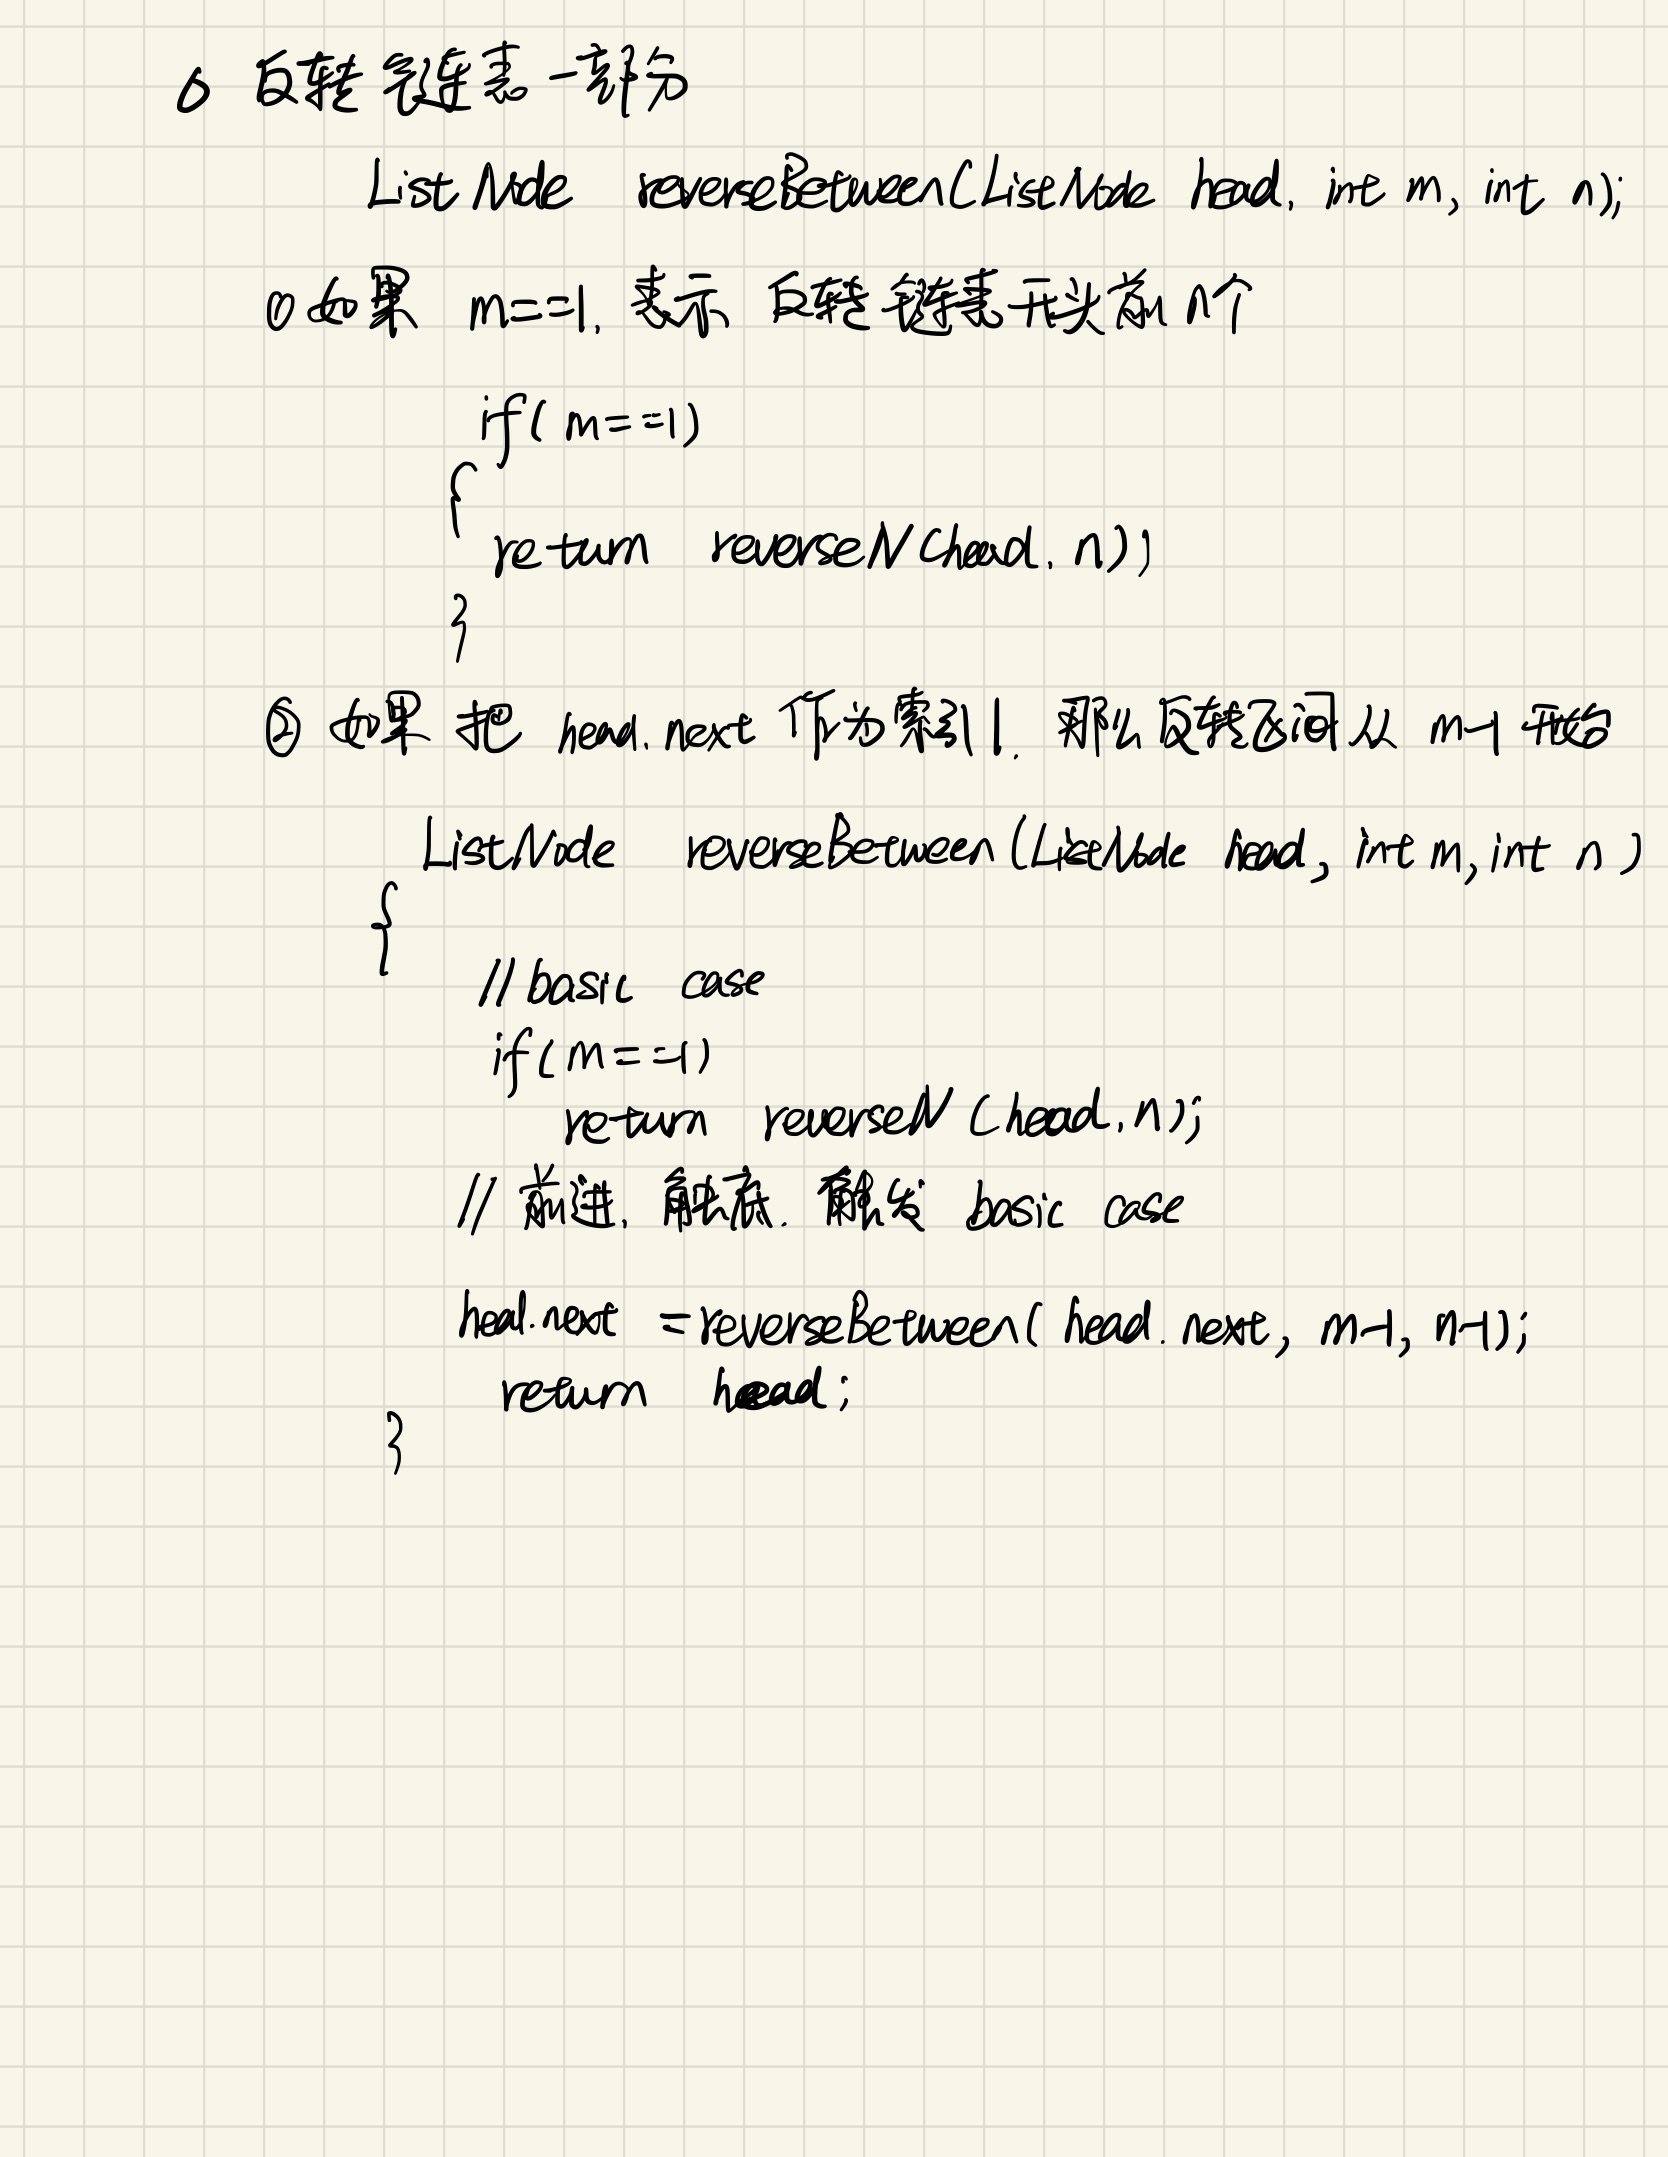 6 反转链表一部分
ListNode reverseBetween(ListNode head, int m, int n);
① 如果 m==1, 表示 反转链表开头前n个
if( m==1)
{
return reverseN(head, n);
}
② 如果 把 head.next 作为索引1, 那么反转区间从 m-1 开始
ListNode reverseBetween(ListNode head, int m, int n)
{
// basic case
if(m==1)
return reverseN (head, n);
// 前进, 触底, 触发 basic case
head.next = reverseBetween( head.next, m-1, n-1);
return head;
}